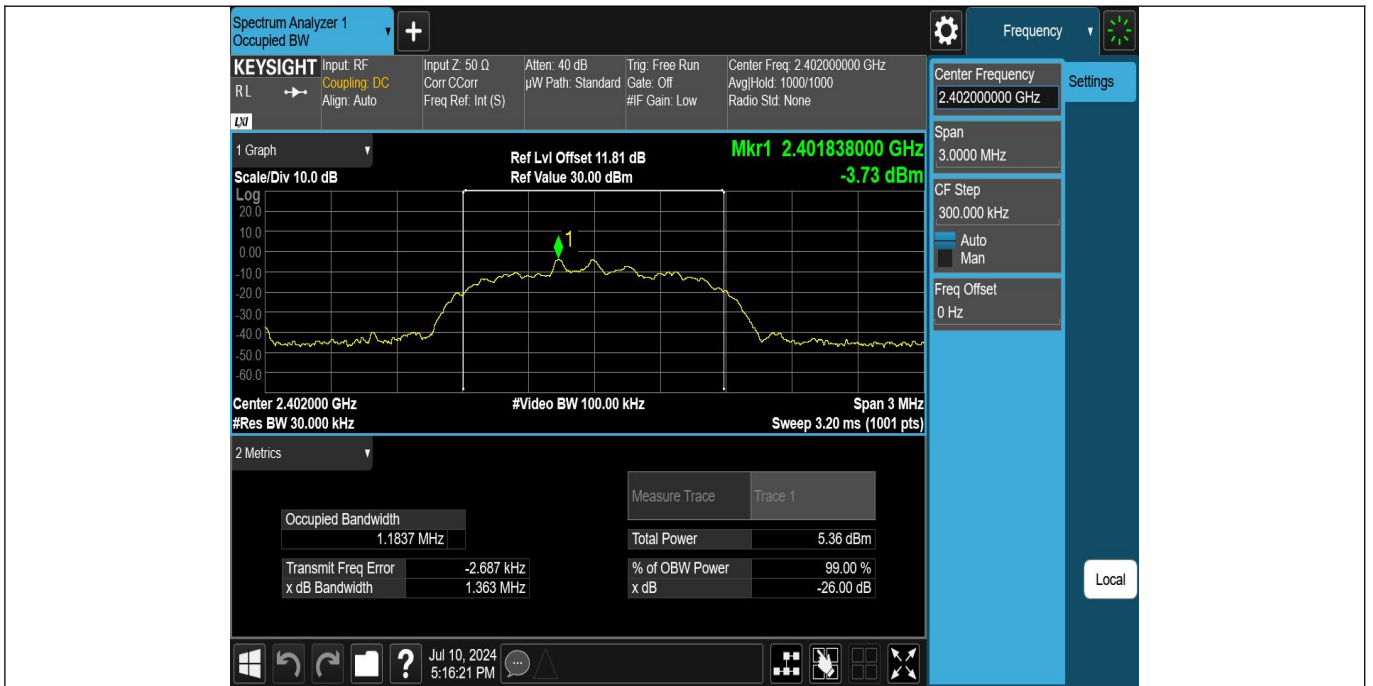 Spectrum Analyzer 1
Occupied BW
+
Frequency
KEYSIGHT
RL
LXI
Input: RF
Coupling: DC
Align: Auto
Input Z: 50 Ω
Corr CCorr
Freq Ref: Int (S)
Atten: 40 dB
µW Path: Standard
Trig: Free Run
Gate: Off
#IF Gain: Low
Center Freq: 2.402000000 GHz
Avg|Hold: 1000/1000
Radio Std: None
Center Frequency
2.402000000 GHz
Settings
Span
3.0000 MHz
CF Step
300.000 kHz
Auto
Man
Freq Offset
0 Hz
Local
1 Graph
Scale/Div 10.0 dB
Ref Lvl Offset 11.81 dB
Ref Value 30.00 dBm
Mkr1 2.401838000 GHz
-3.73 dBm
Log
20.0
10.0
0.00
-10.0
-20.0
-30.0
-40.0
-50.0
-60.0
1
Center 2.402000 GHz
#Video BW 100.00 kHz
Span 3 MHz
#Res BW 30.000 kHz
Sweep 3.20 ms (1001 pts)
2 Metrics
Measure Trace
Trace 1
Occupied Bandwidth
1.1837 MHz
Total Power
5.36 dBm
Transmit Freq Error
-2.687 kHz
% of OBW Power
99.00 %
x dB Bandwidth
1.363 MHz
x dB
-26.00 dB
?
Jul 10, 2024
5:16:21 PM